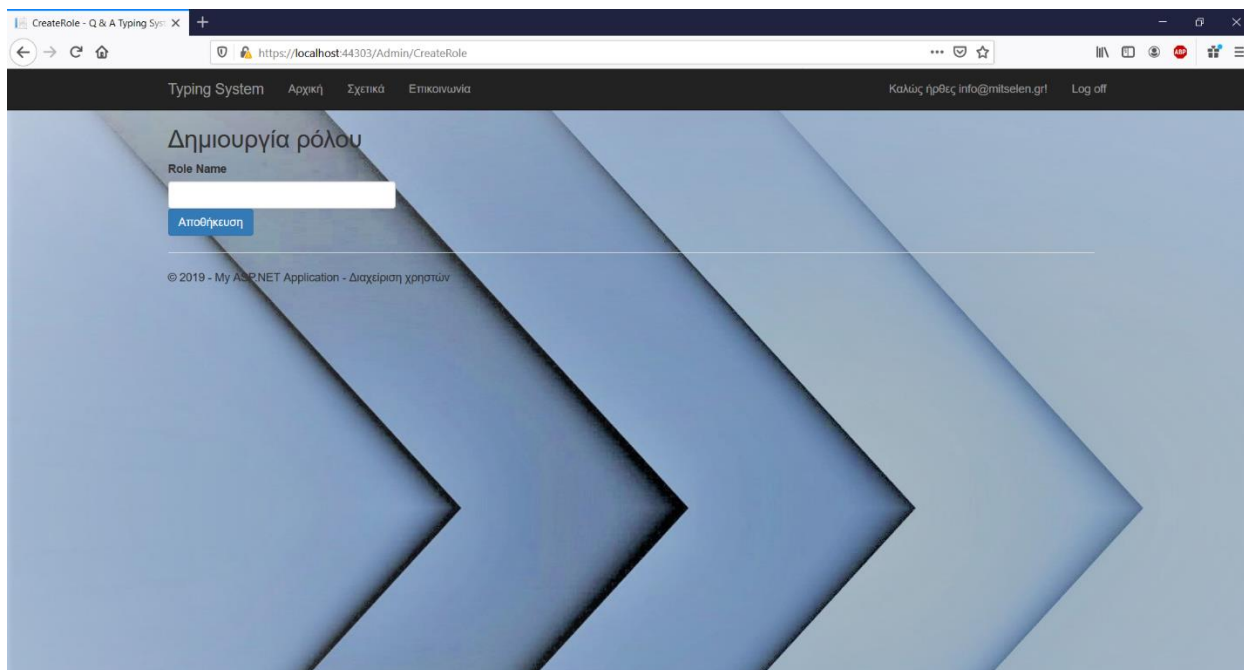 CreateRole - Q & A Typing Sys
https://localhost:44303/Admin/CreateRole
ABP
Typing System Αρχική Σχετικά Επικοινωνία Καλώς ήρθες info@mitselen.gr! Log off
Δημιουργία ρόλου
Role Name
Αποθήκευση
© 2019 - My ASP.NET Application - Διαχείριση χρηστών